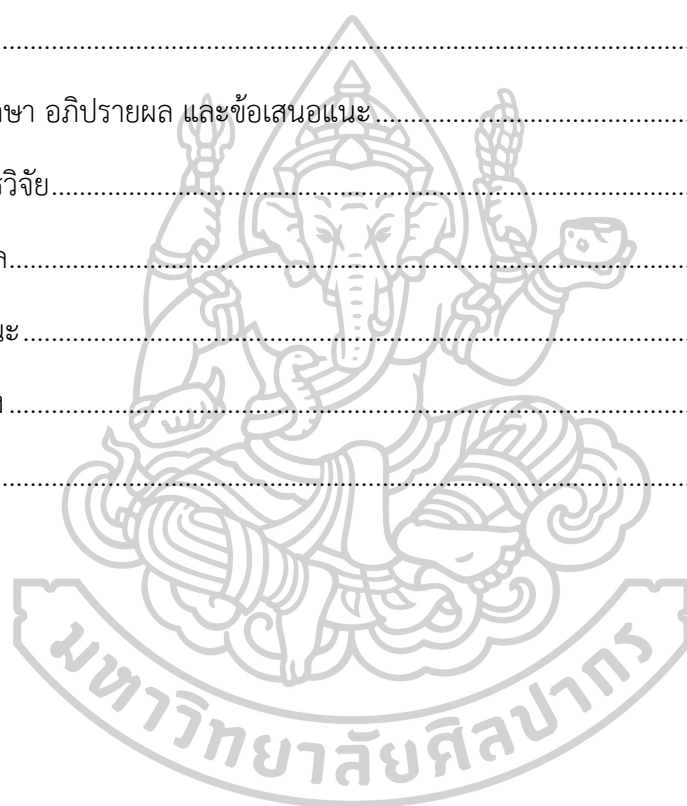 ........................................................................
ษา อภิปรายผล และข้อเสนอแนะ........................................
วิจัย........................................................................
ล........................................................................
นะ........................................................................
........................................................................
........................................................................
มหาวิทยาลัยศิลปากร